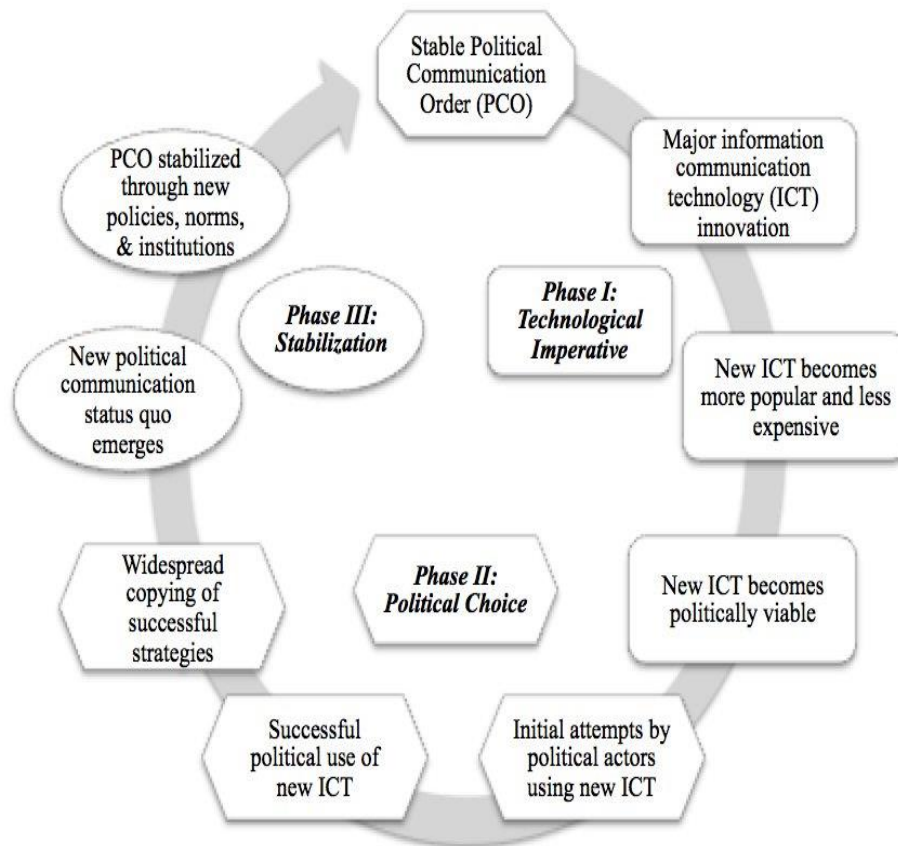 Stable Political
Communication
Order (PCO)
Major information
communication
technology (ICT)
innovation
New ICT becomes
more popular and less
expensive
New ICT becomes
politically viable
Initial attempts by
political actors
using new ICT
Successful
political use of
new ICT
Widespread
copying of
successful
strategies
New political
communication
status quo
emerges
PCO stabilized
through new
policies, norms,
& institutions
Phase I:
Technological
Imperative
Phase II:
Political Choice
Phase III:
Stabilization